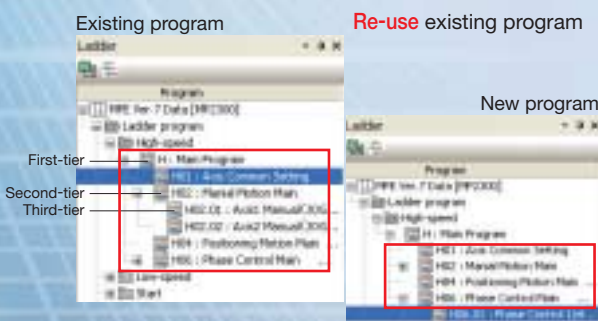 Existing program
Re-use existing program
Ladder
Program
MPE Ver.7 Data [MP2300]
Ladder program
High-speed
First-tier
H : Main Program
H01 : Axis Common Setting
Second-tier
H02 : Manual Motion Main
Third-tier
H02.01 : Axis1 Manual(JOG ...
H02.02 : Axis2 Manual(JOG ...
H04 : Positioning Motion Main
H06 : Phase Control Main
Low-speed
Start
New program
Ladder
Program
MPE Ver.7 Data [MP2300]
Ladder program
High-speed
H : Main Program
H01 : Axis Common Setting
H02 : Manual Motion Main
H04 : Positioning Motion Main
H06 : Phase Control Main
H06.01 : Phase Control